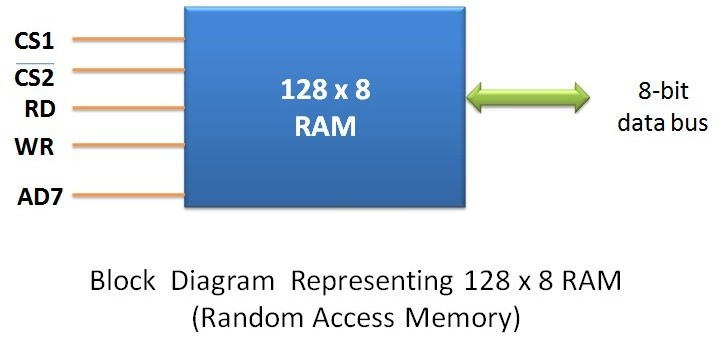 CS1
C̅S̅2̅
RD
WR
AD7
128 x 8
RAM
8-bit
data bus
Block Diagram Representing 128 x 8 RAM
(Random Access Memory)